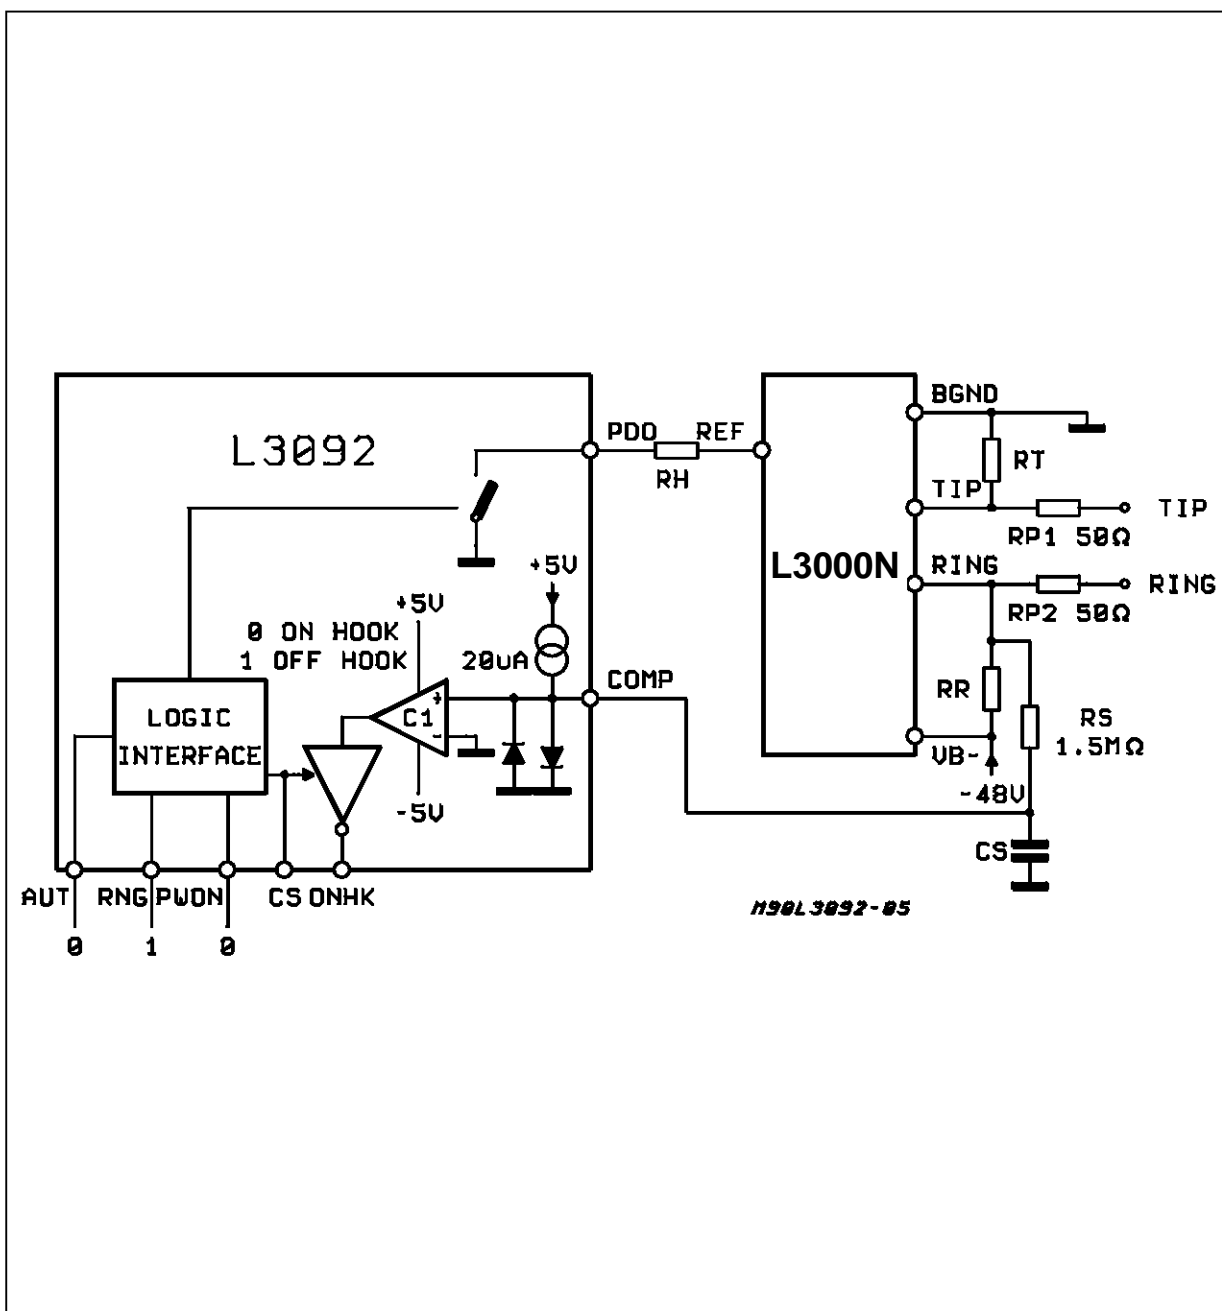 BGND
L3092
PDO
REF
RH
RT
TIP
TIP
RP1 50Ω
L3000N
RING
RING
RP2 50Ω
+5V
+5V
0 ON HOOK
1 OFF HOOK
20uA
COMP
+
C1
-
-5V
LOGIC
INTERFACE
RR
RS
1.5MΩ
VB-
-48V
CS
AUT
RNG
PWON
CS
ONHK
M90L3092-05
0
1
0